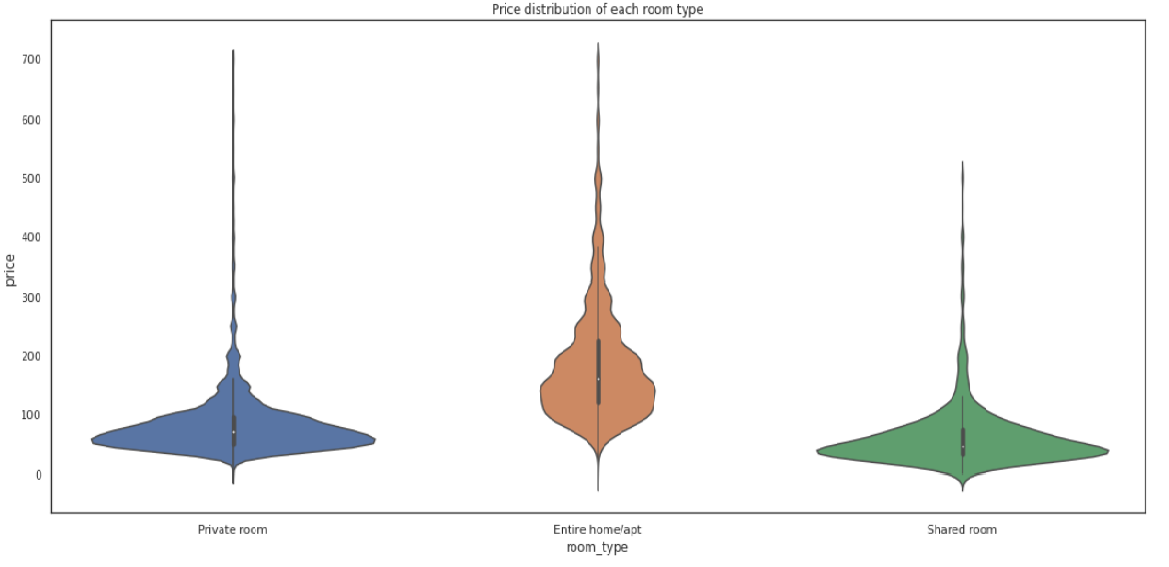 Price distribution of each room type
700
600
500
400
300
200
100
0
price
Private room
Entire home/apt
Shared room
room_type